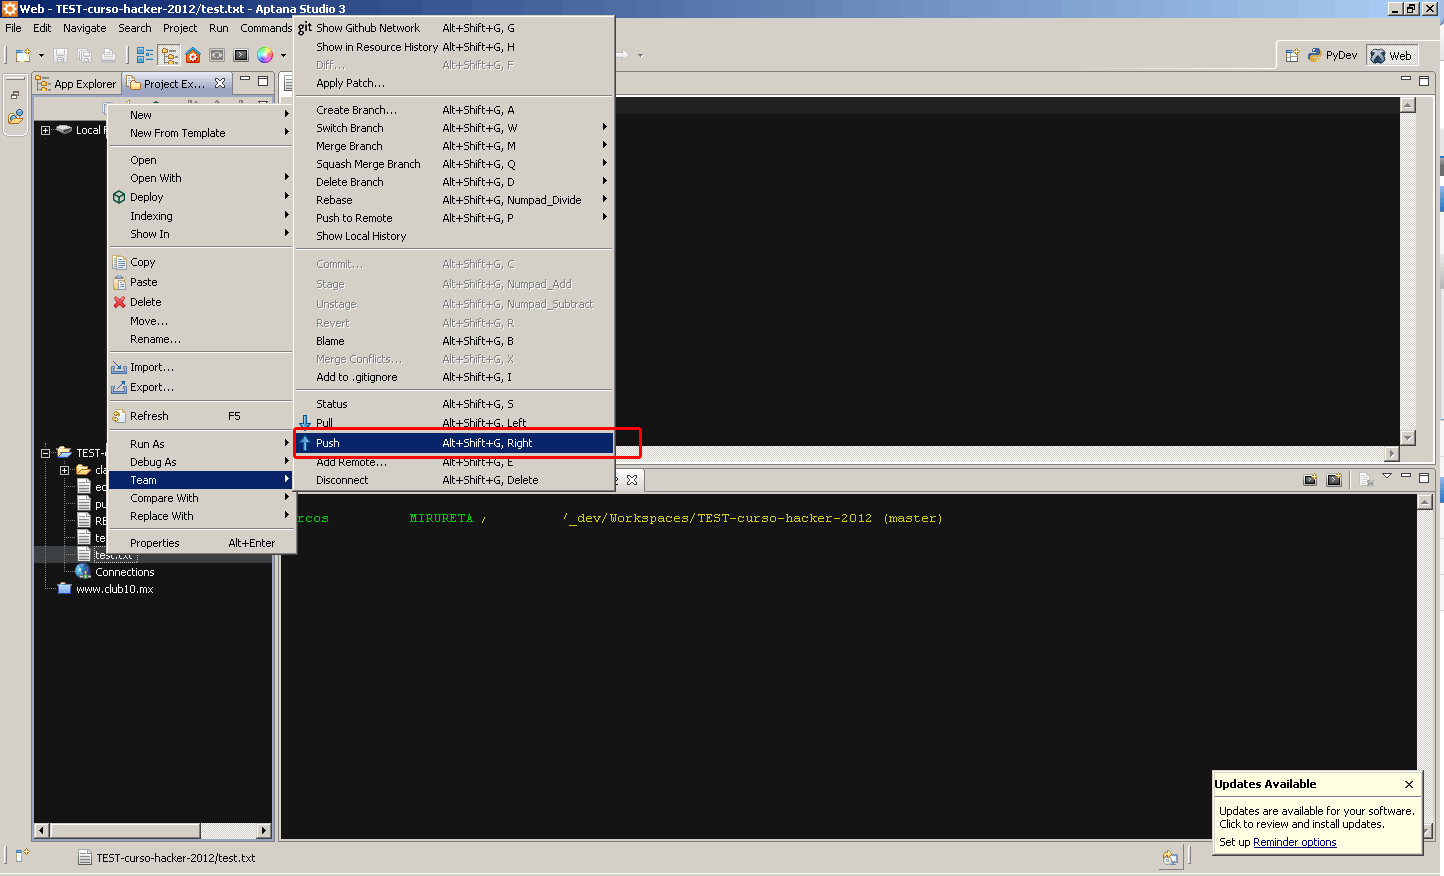 Web - TEST-curso-hacker-2012/test.txt - Aptana Studio 3
File Edit Navigate Search Project Run Commands
PyDev Web
App Explorer Project Ex...
Local
New
New From Template
Open
Open With
Deploy
Indexing
Show In
Copy
Paste
Delete
Move...
Rename...
Import...
Export...
Refresh F5
Run As
Debug As
Team
Compare With
Replace With
Properties Alt+Enter
git Show Github Network Alt+Shift+G, G
Show in Resource History Alt+Shift+G, H
Diff... Alt+Shift+G, F
Apply Patch...
Create Branch... Alt+Shift+G, A
Switch Branch Alt+Shift+G, W
Merge Branch Alt+Shift+G, M
Squash Merge Branch Alt+Shift+G, Q
Delete Branch Alt+Shift+G, D
Rebase Alt+Shift+G, Numpad_Divide
Push to Remote Alt+Shift+G, P
Show Local History
Commit... Alt+Shift+G, C
Stage Alt+Shift+G, Numpad_Add
Unstage Alt+Shift+G, Numpad_Subtract
Revert Alt+Shift+G, R
Blame Alt+Shift+G, B
Merge Conflicts... Alt+Shift+G, X
Add to .gitignore Alt+Shift+G, I
Status Alt+Shift+G, S
Pull Alt+Shift+G, Left
Push Alt+Shift+G, Right
Add Remote... Alt+Shift+G, E
Disconnect Alt+Shift+G, Delete
TEST-
cla
ec
pu
RE
te
test.txt
Connections
www.club10.mx
rcos MIRURETA / /_dev/Workspaces/TEST-curso-hacker-2012 (master)
Updates Available
Updates are available for your software.
Click to review and install updates.
Set up Reminder options
TEST-curso-hacker-2012/test.txt